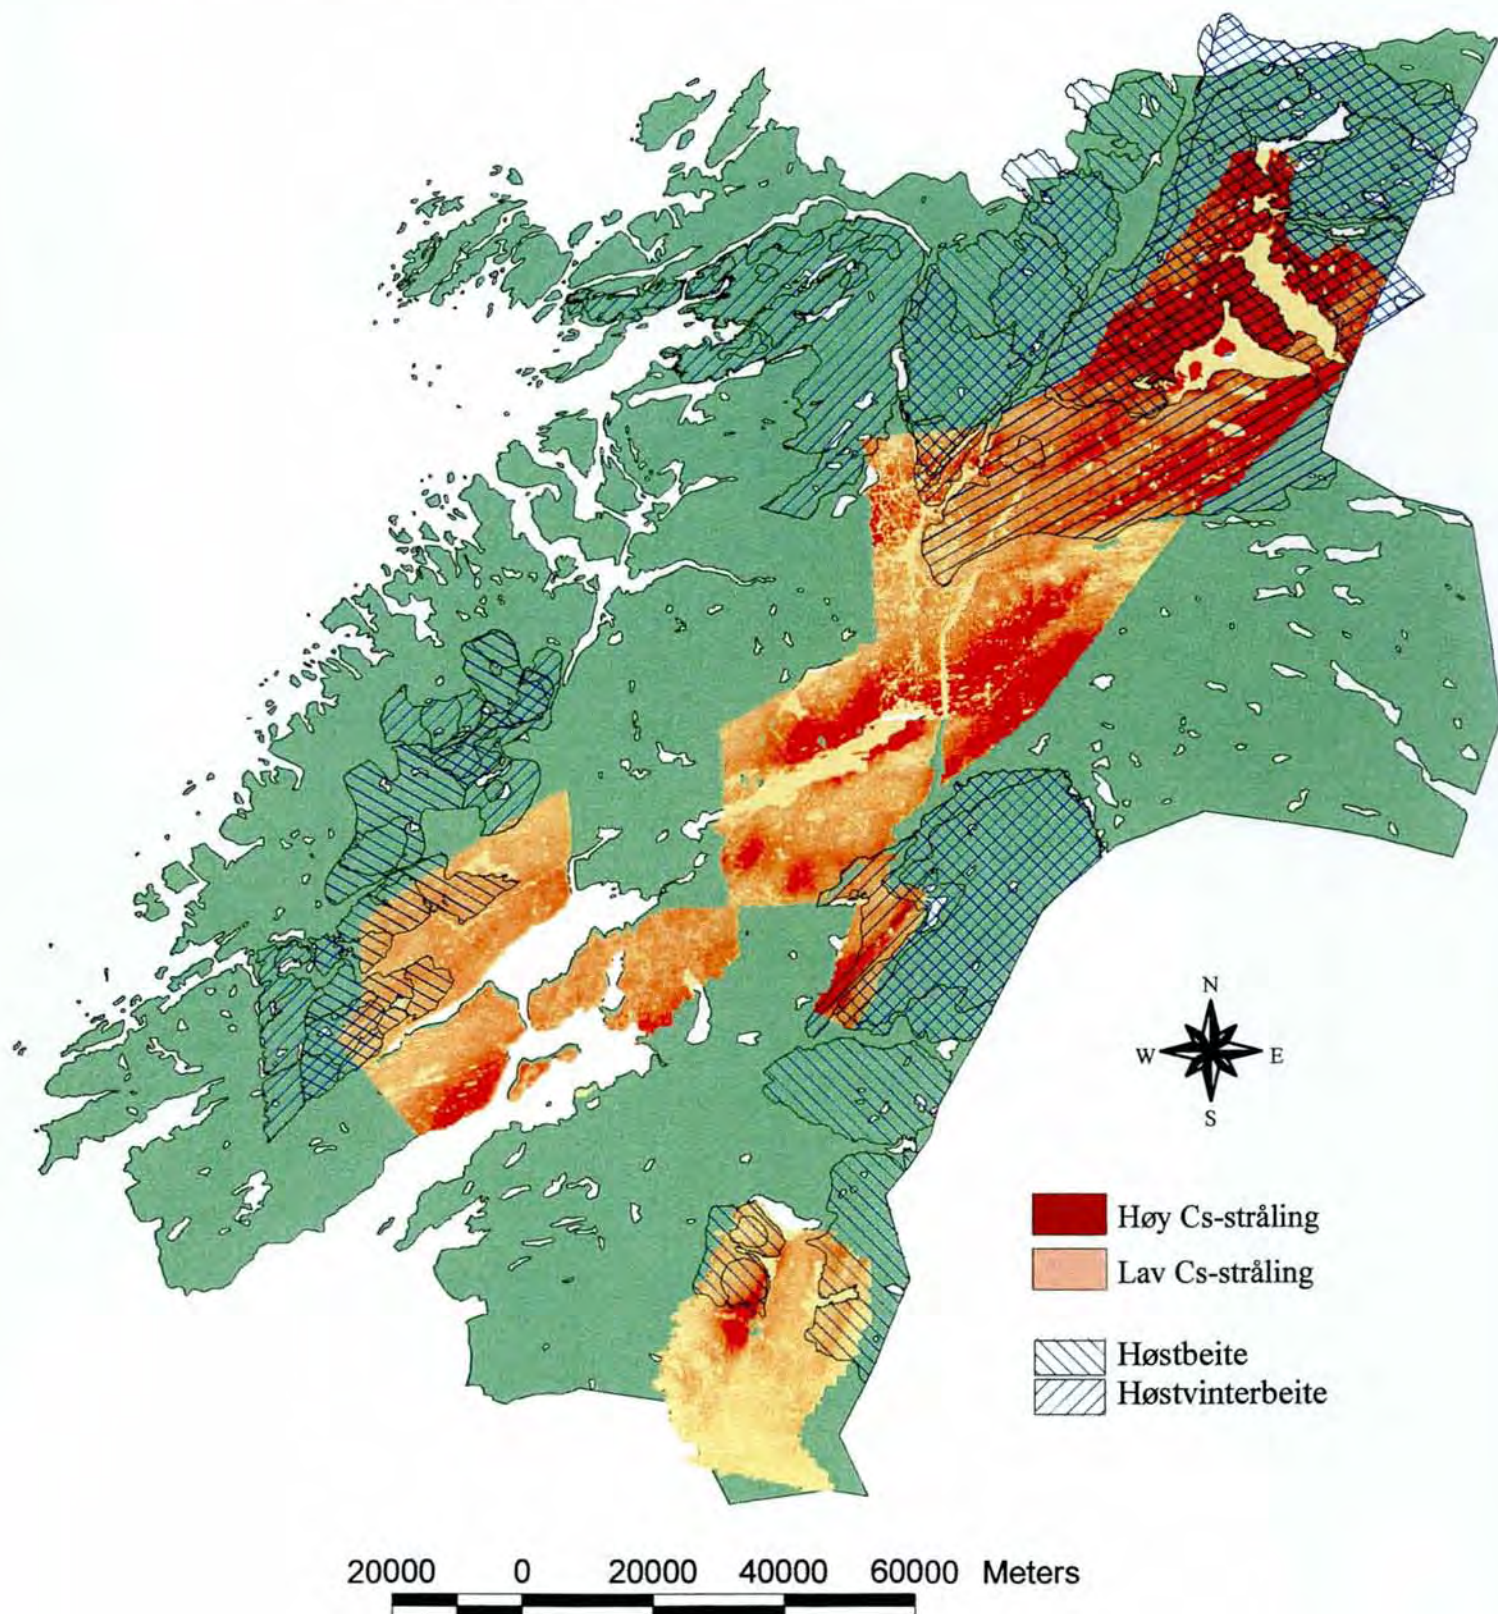 N
W E
S
Høy Cs-stråling
Lav Cs-stråling
Høstbeite
Høstvinterbeite
20000 0 20000 40000 60000 Meters